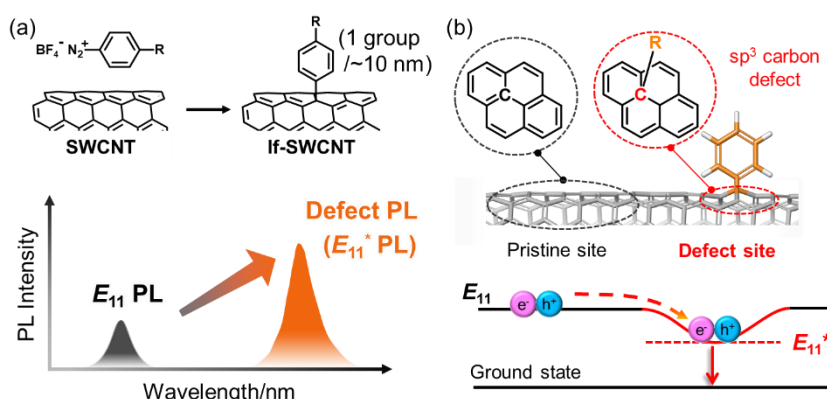 (a)
BF₄⁻ N₂⁺
R
R
(1 group
/~10 nm)
SWCNT
lf-SWCNT
PL Intensity
E₁₁ PL
Defect PL
(E₁₁* PL)
Wavelength/nm
(b)
C
R
C
sp³ carbon
defect
Pristine site
Defect site
E₁₁
e⁻ h⁺
e⁻ h⁺
E₁₁*
Ground state